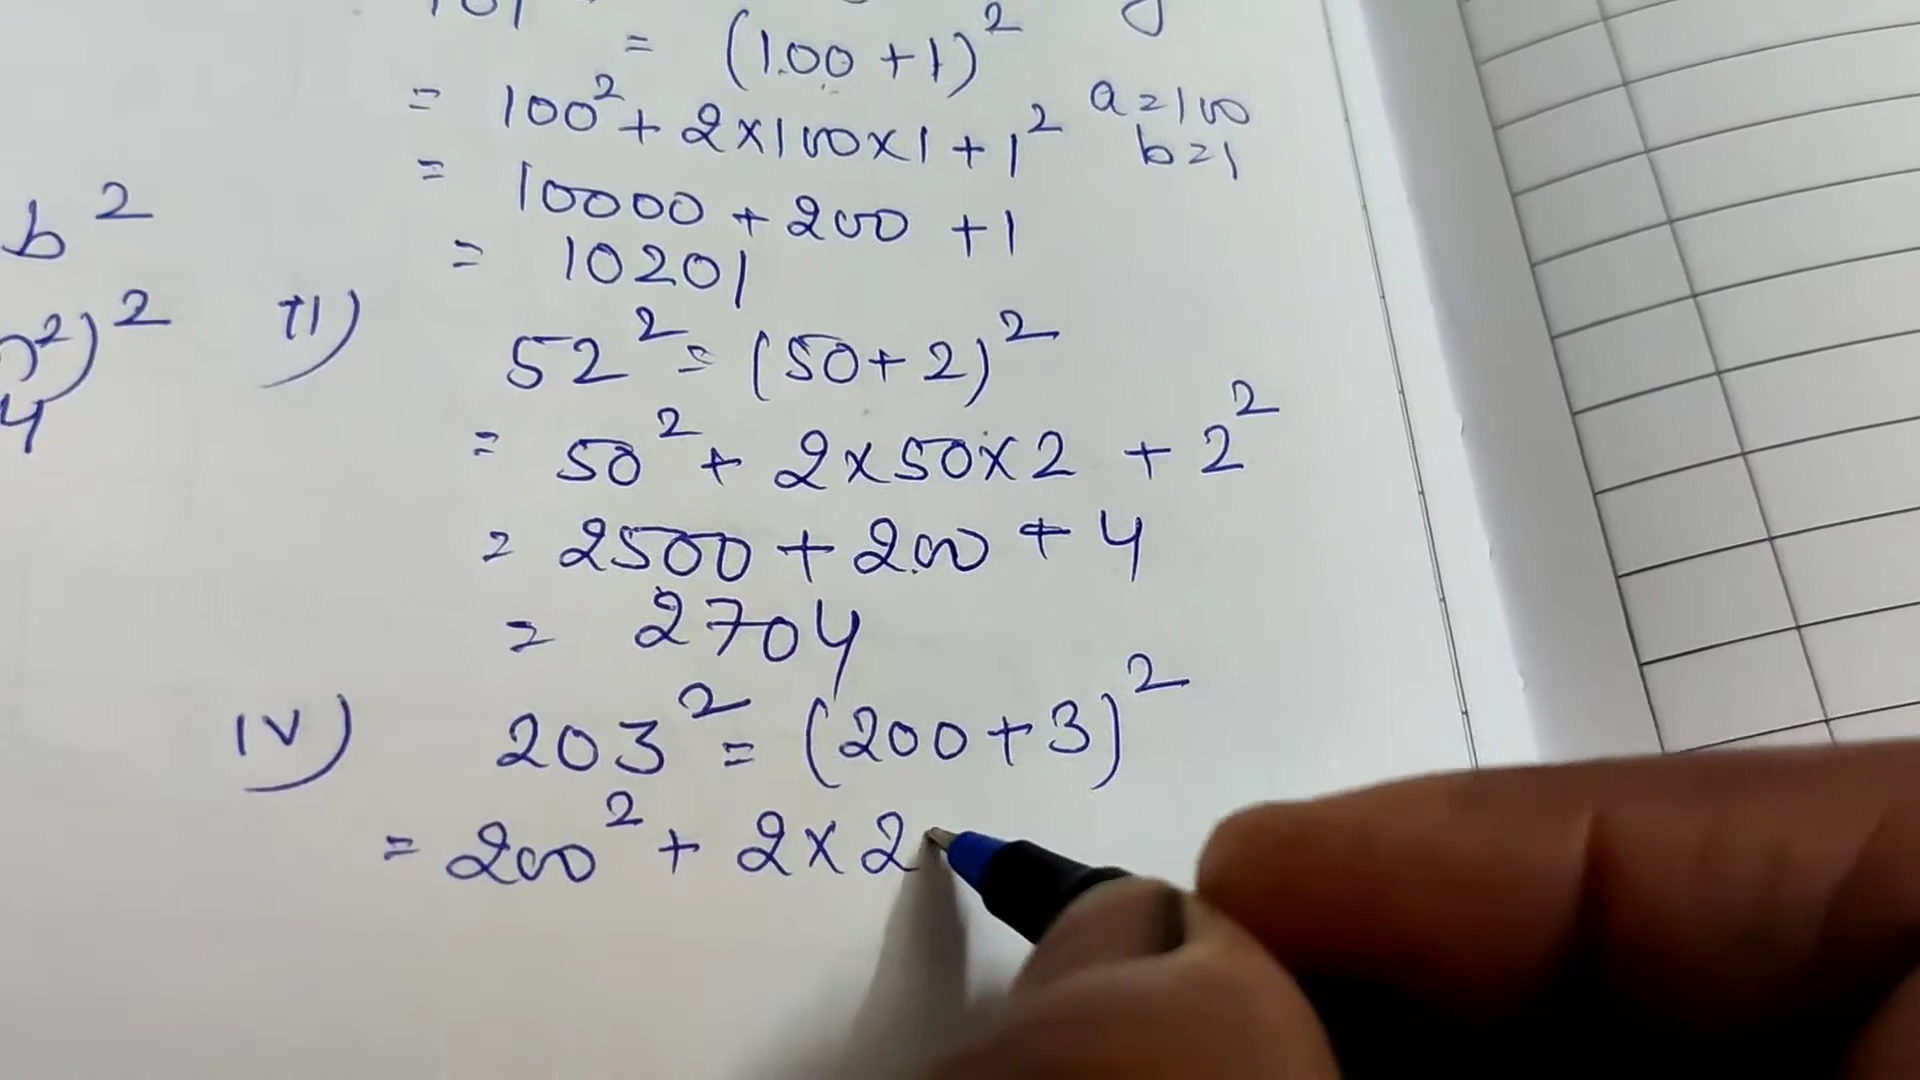 101
= (100 + 1)²
= 100² + 2 × 100 × 1 + 1² a = 100
b = 1
= 10000 + 200 + 1
= 10201
b²
)²)²
4
II) 52² = (50 + 2)²
= 50² + 2 × 50 × 2 + 2²
= 2500 + 200 + 4
= 2704
IV) 203² = (200 + 3)²
= 200² + 2 × 2